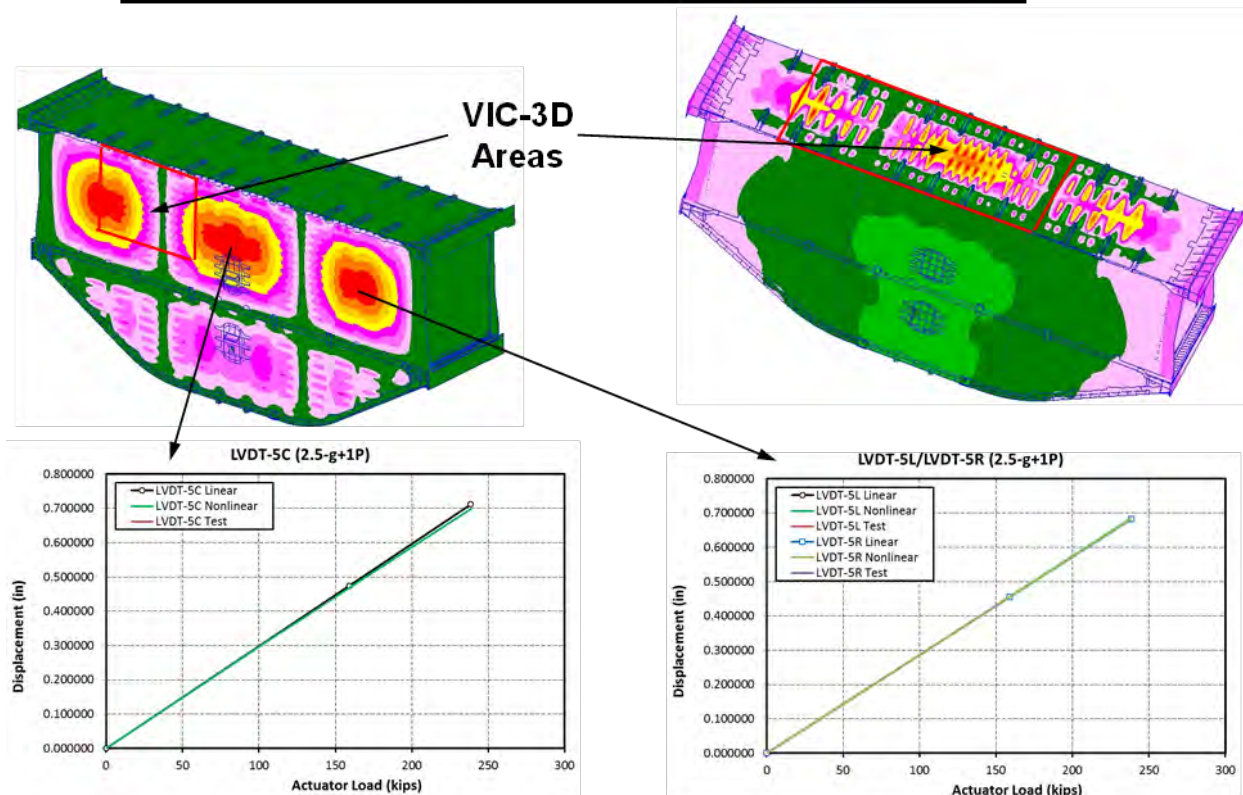 VIC-3D
Areas
LVDT-5C (2.5-g+1P)
0.800000
0.700000
0.600000
0.500000
0.400000
0.300000
0.200000
0.100000
0.000000
Displacement (in)
LVDT-5C Linear
LVDT-5C Nonlinear
LVDT-5C Test
0 50 100 150 200 250 300
Actuator Load (kips)
LVDT-5L/LVDT-5R (2.5-g+1P)
0.800000
0.700000
0.600000
0.500000
0.400000
0.300000
0.200000
0.100000
0.000000
Displacement (in)
LVDT-5L Linear
LVDT-5L Nonlinear
LVDT-5L Test
LVDT-5R Linear
LVDT-5R Nonlinear
LVDT-5R Test
0 50 100 150 200 250 300
Actuator Load (kips)